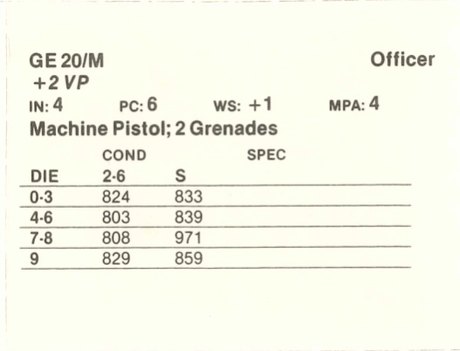 GE 20/M Officer
+2 VP
IN: 4 PC: 6 WS: +1 MPA: 4
Machine Pistol; 2 Grenades
COND SPEC
DIE 2-6 S
0-3 824 833
4-6 803 839
7-8 808 971
9 829 859